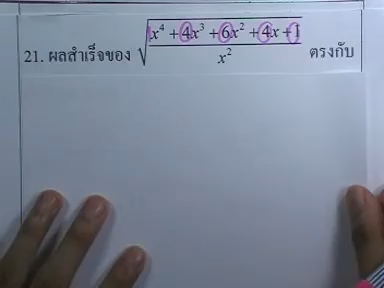 21. ผลสำเร็จของ √((x⁴ + 4x³ + 6x² + 4x + 1)/x²) ตรงกับ